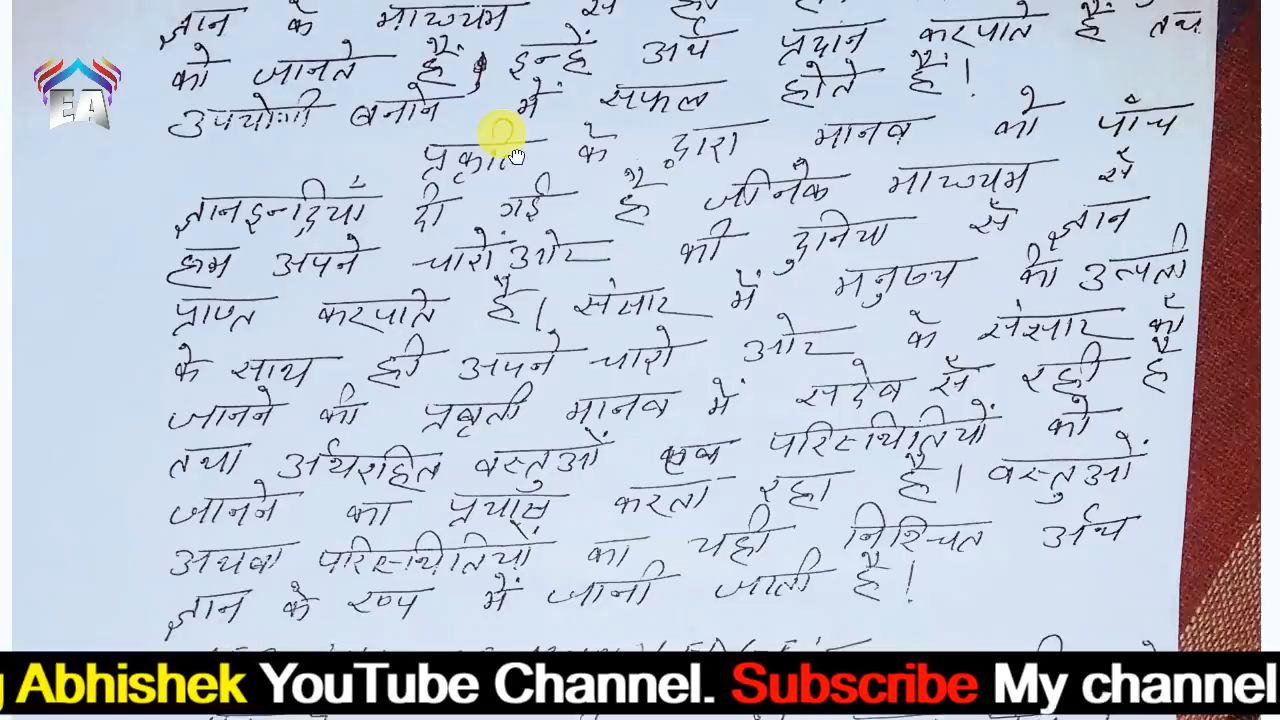 ज्ञान के माध्यम से ही
को जानते हैं, इन्हें अर्थ प्रदान करपाते हैं तथा
उपयोगी बनाने में सफल होते हैं!
प्रकृति के द्वारा मानव को पाँच
ज्ञानइन्द्रियाँ दी गई हैं जीनके माध्यम से
हम अपने चारों ओर की दुनिया से ज्ञान
प्राप्त करपाते हैं। संसार में मनुष्य की उत्पती
के साथ ही अपने चारो ओर के संसार को
जानने की प्रबृती मानव में सदेव से रही है
तथा अर्थरहित वस्तुओं एवं परिस्थितियों को
जानने का प्रयास करता रहा है। वस्तुओं
अथवा परिस्थितियों का यही निश्चित अर्थ
ज्ञान के रूप में जानी जाती है!
EA
g Abhishek YouTube Channel. Subscribe My channel